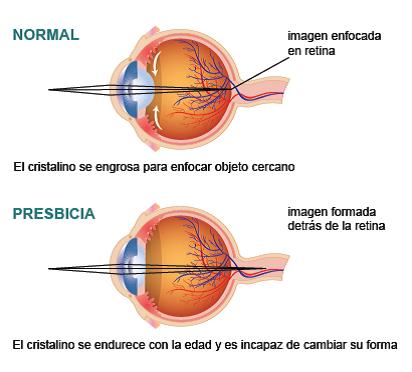 NORMAL
imagen enfocada
en retina
El cristalino se engrosa para enfocar objeto cercano
PRESBICIA
imagen formada
detrás de la retina
El cristalino se endurece con la edad y es incapaz de cambiar su forma